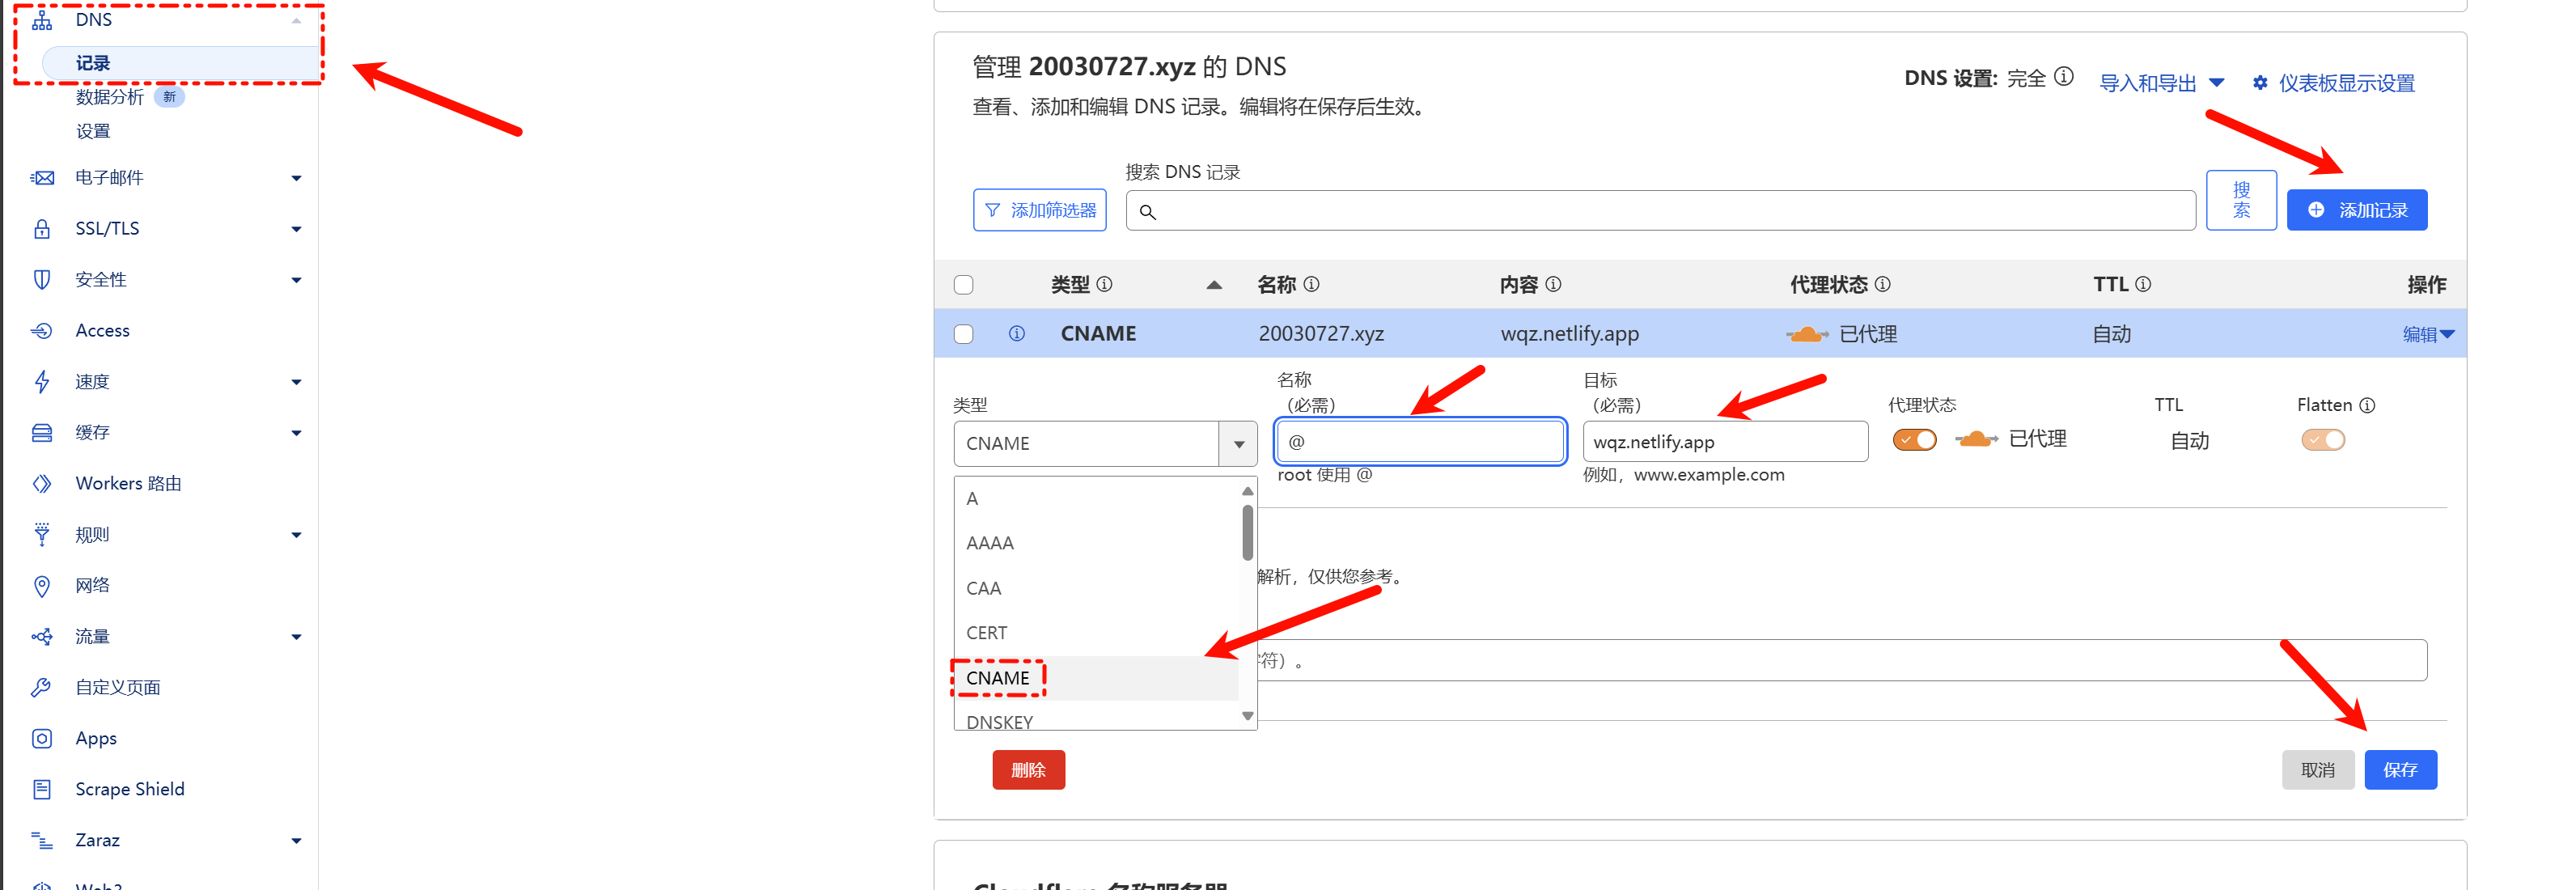 DNS
记录
数据分析 新
设置
电子邮件
SSL/TLS
安全性
Access
速度
缓存
Workers 路由
规则
网络
流量
自定义页面
Apps
Scrape Shield
Zaraz
管理 20030727.xyz 的 DNS
查看、添加和编辑 DNS 记录。编辑将在保存后生效。
DNS 设置: 完全
导入和导出
仪表板显示设置
搜索 DNS 记录
添加筛选器
搜索
添加记录
类型 名称 内容 代理状态 TTL 操作
CNAME 20030727.xyz wqz.netlify.app 已代理 自动 编辑
类型
名称
（必需）
目标
（必需）
代理状态
TTL
Flatten
CNAME
@
wqz.netlify.app
已代理
自动
root 使用 @
例如，www.example.com
A
AAAA
CAA
CERT
CNAME
DNSKEY
解析，仅供您参考。
符）。
删除
取消
保存
Cloudflare 名称服务器